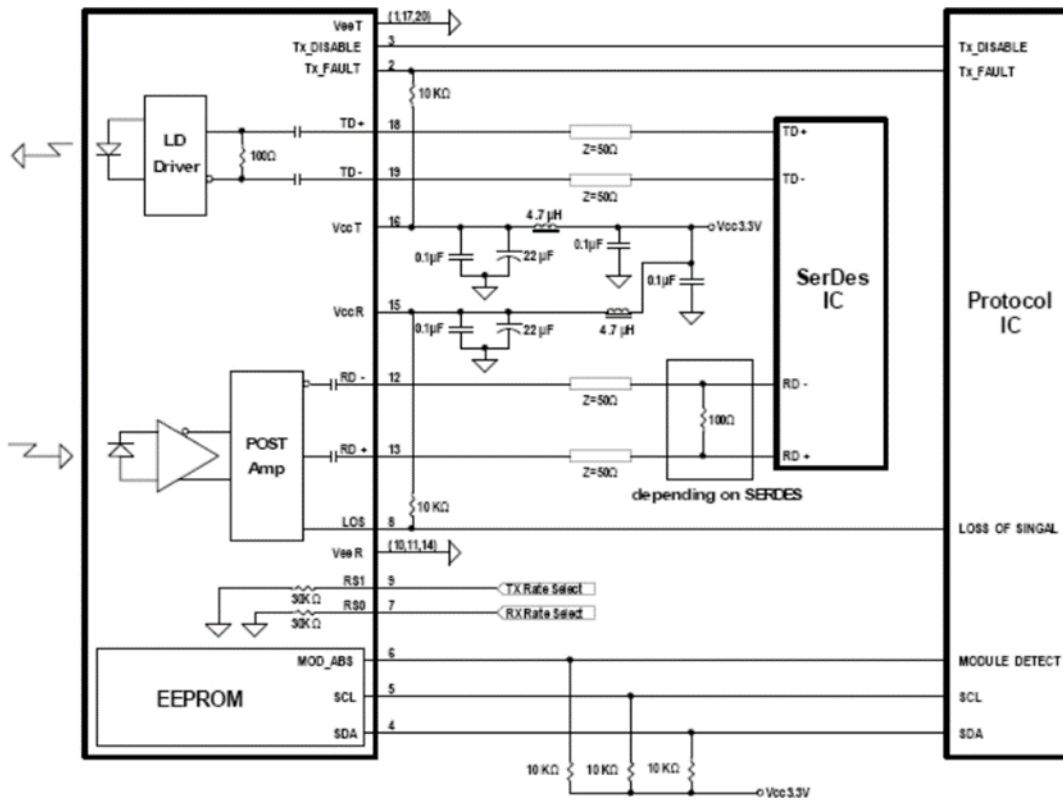 VeeT (1,17,20)
Tx_DISABLE 3 Tx_DISABLE
Tx_FAULT 2 Tx_FAULT
10 KΩ
LD Driver
100Ω
TD+ 18 Z=50Ω TD+
TD- 19 Z=50Ω TD-
VccT 16 4.7 μH Vcc3.3V
0.1μF 22 μF 0.1μF 0.1μF
SerDes IC
Protocol IC
VccR 15
0.1μF 22 μF 4.7 μH
RD - 12 Z=50Ω RD -
100Ω
POST Amp
RD + 13 Z=50Ω RD +
depending on SERDES
10 KΩ
LOS 8 LOSS OF SINGAL
VeeR (10,11,14)
RS1 9 TX Rate Select
30KΩ
RS0 7 RX Rate Select
30KΩ
MOD_ABS 6 MODULE DETECT
EEPROM
SCL 5 SCL
SDA 4 SDA
10 KΩ 10 KΩ 10 KΩ
Vcc3.3V